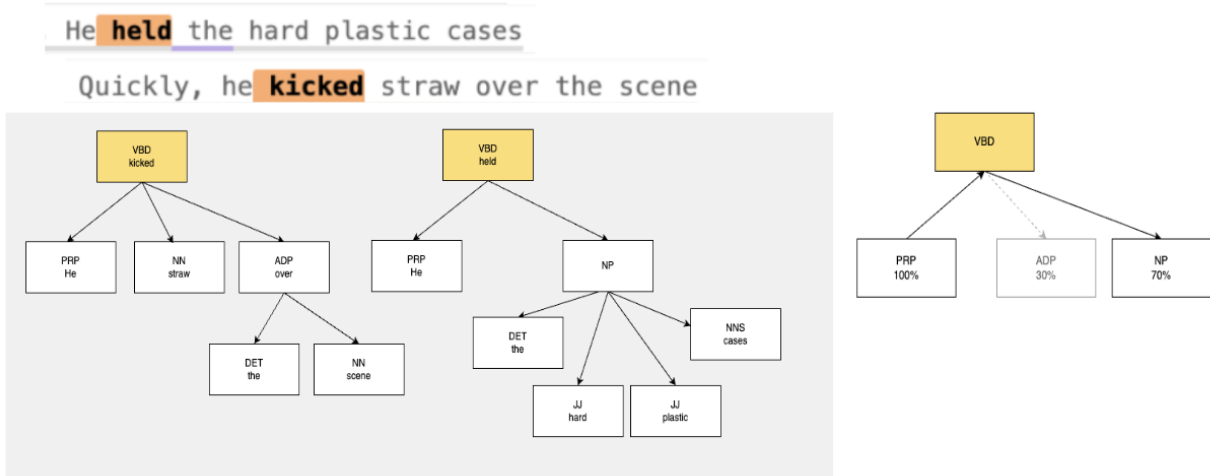 He held the hard plastic cases
Quickly, he kicked straw over the scene
VBD
kicked
VBD
held
VBD
PRP
He
NN
straw
ADP
over
PRP
He
NP
PRP
100%
ADP
30%
NP
70%
DET
the
NN
scene
DET
the
NNS
cases
JJ
hard
JJ
plastic